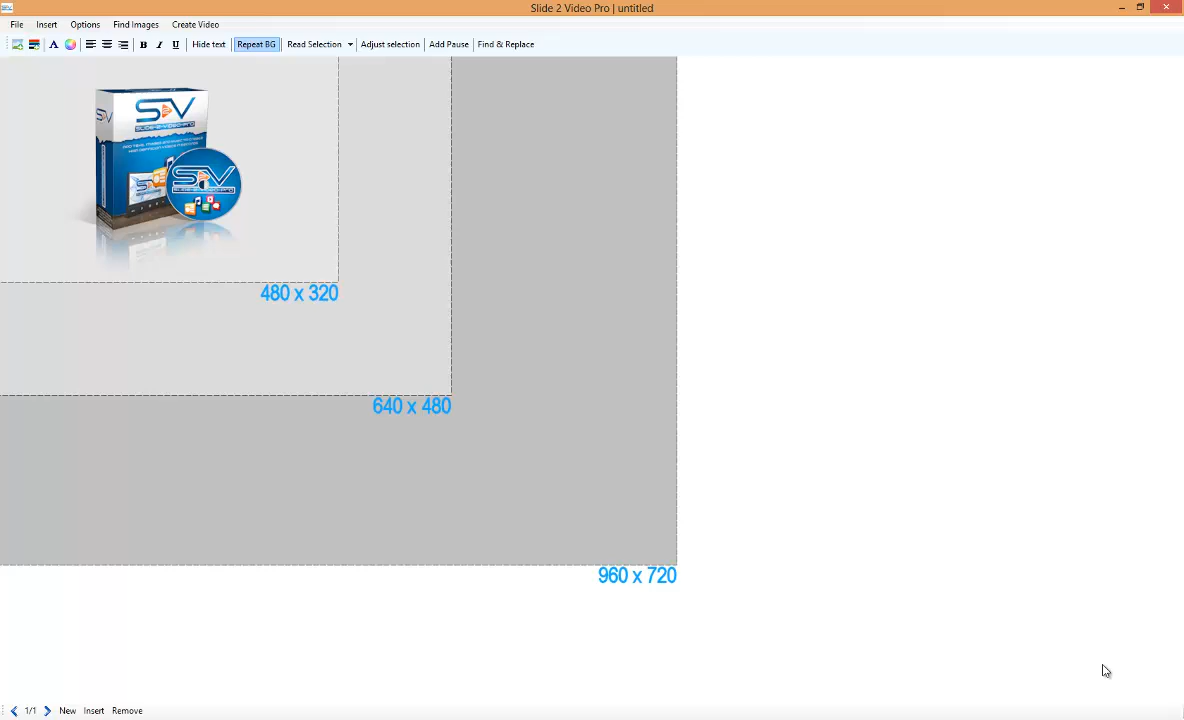 Slide 2 Video Pro | untitled
File Insert Options Find Images Create Video
A B I U Hide text Repeat BG Read Selection Adjust selection Add Pause Find & Replace
480 x 320
640 x 480
960 x 720
1/1 New Insert Remove